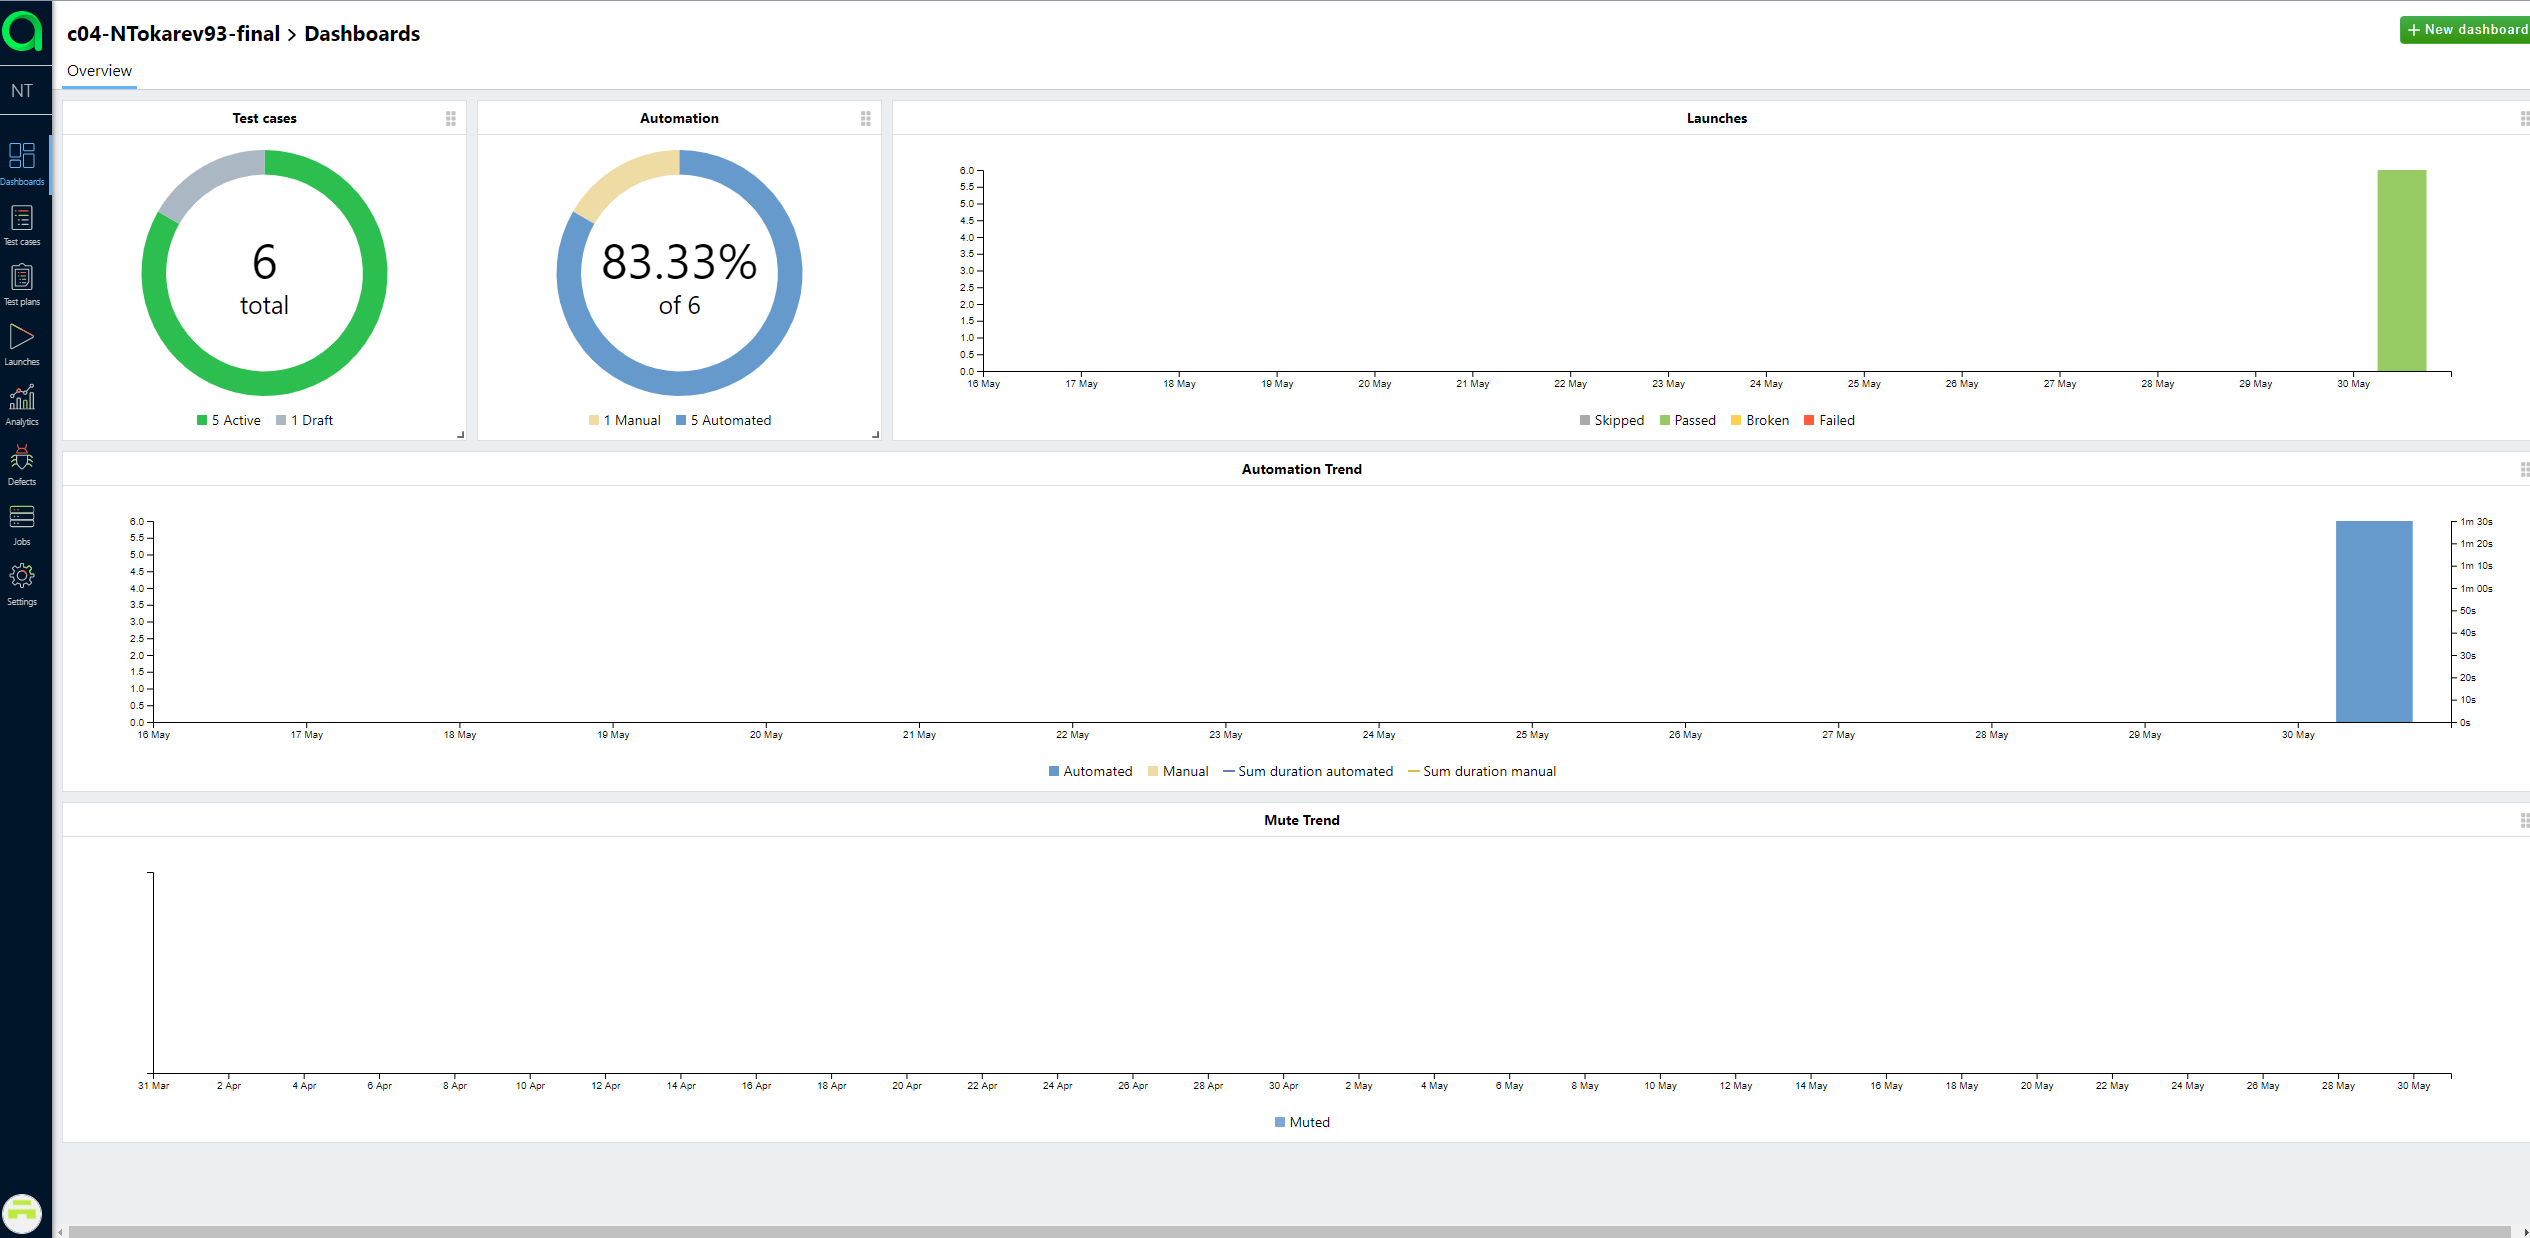 c04-NTokarev93-final > Dashboards
+ New dashboard
Overview
NT
Dashboards
Test cases
Test plans
Launches
Analytics
Defects
Jobs
Settings
Test cases
6
total
5 Active 1 Draft
Automation
83.33%
of 6
1 Manual 5 Automated
Launches
6.0
5.5
5.0
4.5
4.0
3.5
3.0
2.5
2.0
1.5
1.0
0.5
0.0
16 May 17 May 18 May 19 May 20 May 21 May 22 May 23 May 24 May 25 May 26 May 27 May 28 May 29 May 30 May
Skipped Passed Broken Failed
Automation Trend
6.0
5.5
5.0
4.5
4.0
3.5
3.0
2.5
2.0
1.5
1.0
0.5
0.0
1m 30s
1m 20s
1m 10s
1m 00s
50s
40s
30s
20s
10s
0s
16 May 17 May 18 May 19 May 20 May 21 May 22 May 23 May 24 May 25 May 26 May 27 May 28 May 29 May 30 May
Automated Manual Sum duration automated Sum duration manual
Mute Trend
31 Mar 2 Apr 4 Apr 6 Apr 8 Apr 10 Apr 12 Apr 14 Apr 16 Apr 18 Apr 20 Apr 22 Apr 24 Apr 26 Apr 28 Apr 30 Apr 2 May 4 May 6 May 8 May 10 May 12 May 14 May 16 May 18 May 20 May 22 May 24 May 26 May 28 May 30 May
Muted